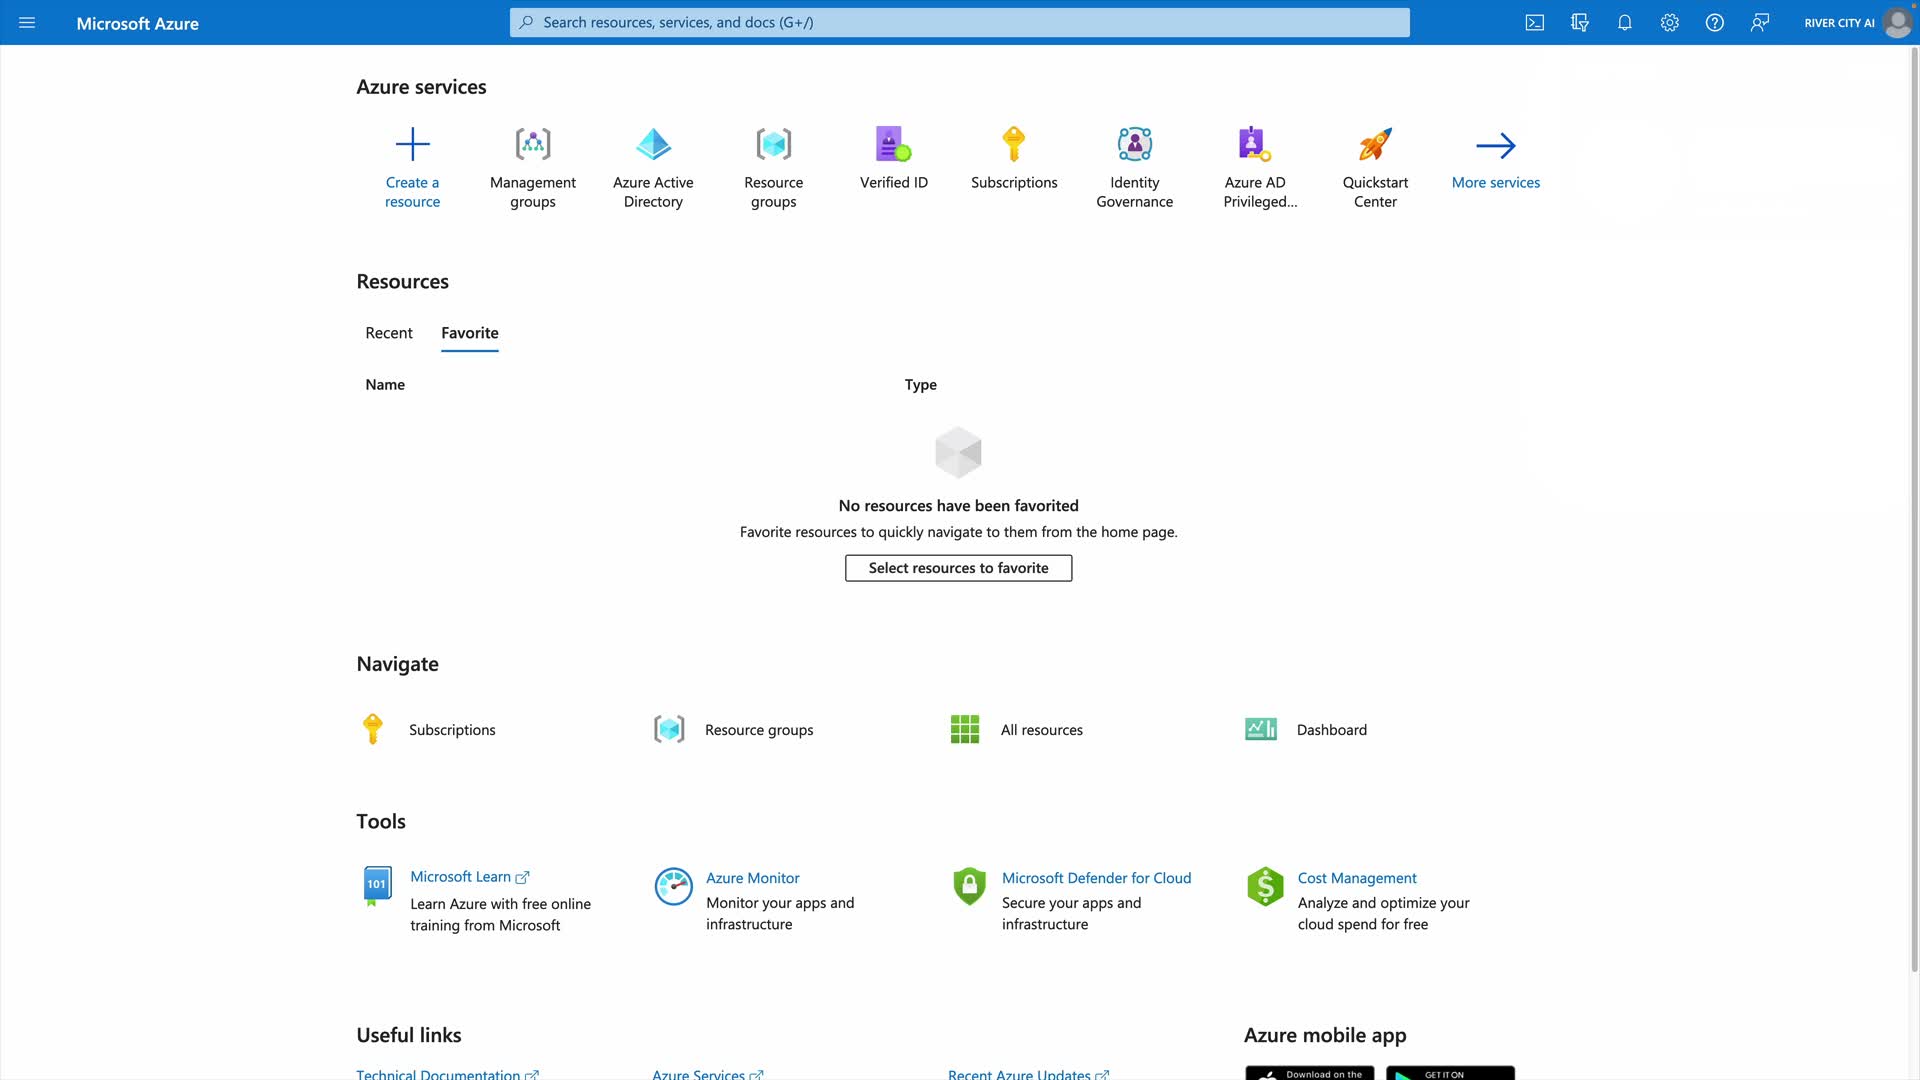 Microsoft Azure
Search resources, services, and docs (G+/)
RIVER CITY AI
Azure services
Create a resource
Management groups
Azure Active Directory
Resource groups
Verified ID
Subscriptions
Identity Governance
Azure AD Privileged...
Quickstart Center
More services
Resources
Recent
Favorite
Name
Type
No resources have been favorited
Favorite resources to quickly navigate to them from the home page.
Select resources to favorite
Navigate
Subscriptions
Resource groups
All resources
Dashboard
Tools
101
Microsoft Learn
Learn Azure with free online
training from Microsoft
Azure Monitor
Monitor your apps and
infrastructure
Microsoft Defender for Cloud
Secure your apps and
infrastructure
Cost Management
Analyze and optimize your
cloud spend for free
Useful links
Azure mobile app
Technical Documentation
Azure Services
Recent Azure Updates
Download on the
GET IT ON